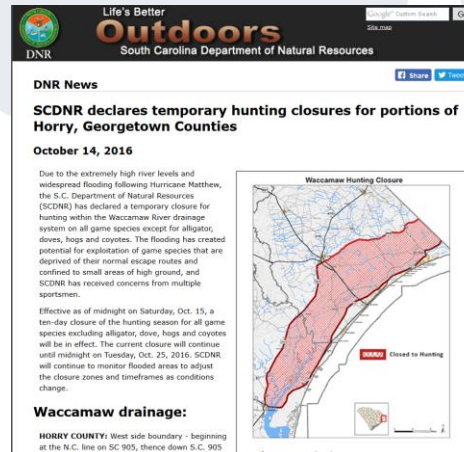 Life's Better
Outdoors
South Carolina Department of Natural Resources
DNR
Google Custom Search
Site map
DNR News
Share
SCDNR declares temporary hunting closures for portions of
Horry, Georgetown Counties
October 14, 2016
Due to the extremely high river levels and
widespread flooding following Hurricane Matthew,
the S.C. Department of Natural Resources
(SCDNR) has declared a temporary closure for
hunting within the Waccamaw River drainage
system on all game species except for alligator,
doves, hogs and coyotes. The flooding has created
potential for exploitation of game species that are
deprived of their normal escape routes and
confined to small areas of high ground, and
SCDNR has received concerns from multiple
sportsmen.
Effective as of midnight on Saturday, Oct. 15, a
ten-day closure of the hunting season for all game
species excluding alligator, dove, hogs and coyotes
will be in effect. The current closure will continue
until midnight on Tuesday, Oct. 25, 2016. SCDNR
will continue to monitor flooded areas to adjust
the closure zones and timeframes as conditions
change.
Waccamaw Hunting Closure
Closed to Hunting
Waccamaw drainage:
HORRY COUNTY: West side boundary - beginning
at the N.C. line on SC 905, thence down S.C. 905